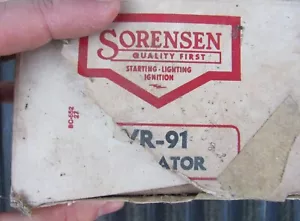 SORENSEN
QUALITY FIRST
STARTING - LIGHTING
IGNITION
VR-91
ATOR